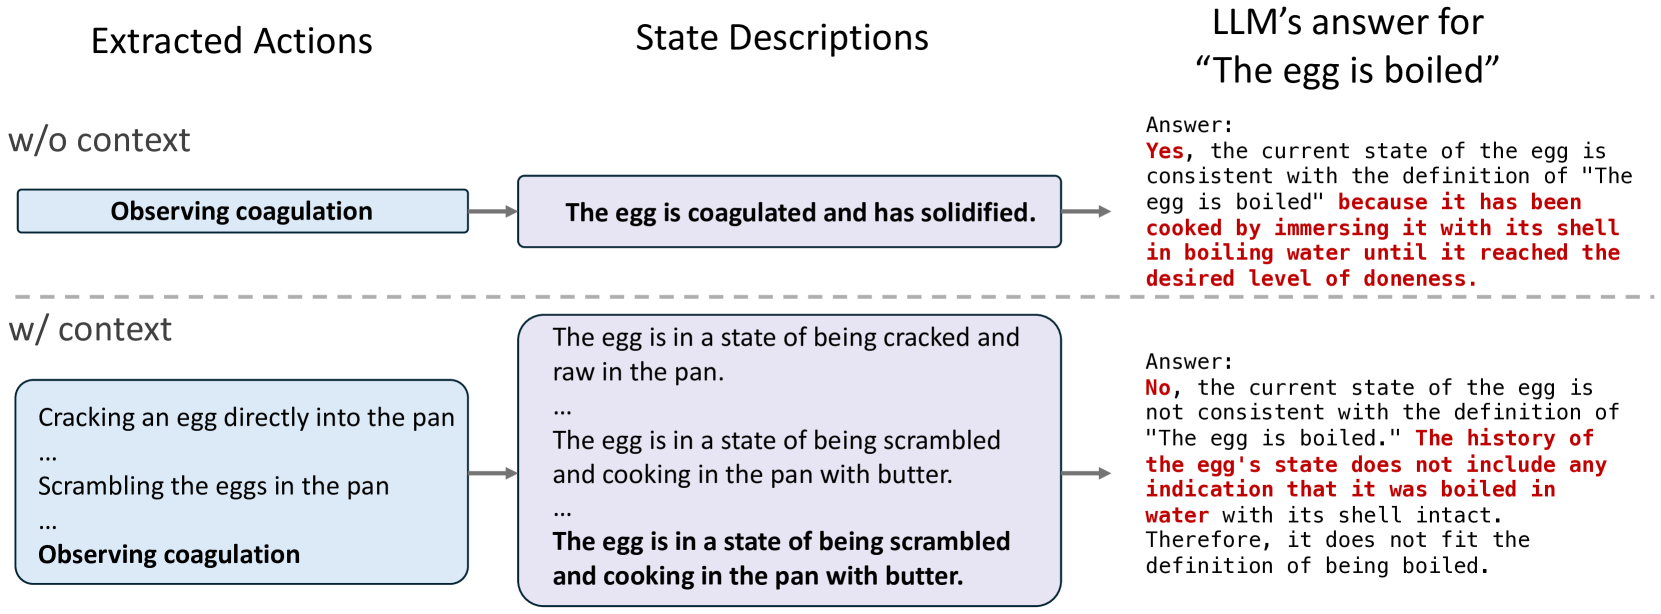 Extracted Actions
State Descriptions
LLM’s answer for
“The egg is boiled”
w/o context
Observing coagulation
The egg is coagulated and has solidified.
Answer:
Yes, the current state of the egg is
consistent with the definition of "The
egg is boiled" because it has been
cooked by immersing it with its shell
in boiling water until it reached the
desired level of doneness.
w/ context
Cracking an egg directly into the pan
...
Scrambling the eggs in the pan
...
Observing coagulation
The egg is in a state of being cracked and
raw in the pan.
...
The egg is in a state of being scrambled
and cooking in the pan with butter.
...
The egg is in a state of being scrambled
and cooking in the pan with butter.
Answer:
No, the current state of the egg is
not consistent with the definition of
"The egg is boiled." The history of
the egg's state does not include any
indication that it was boiled in
water with its shell intact.
Therefore, it does not fit the
definition of being boiled.